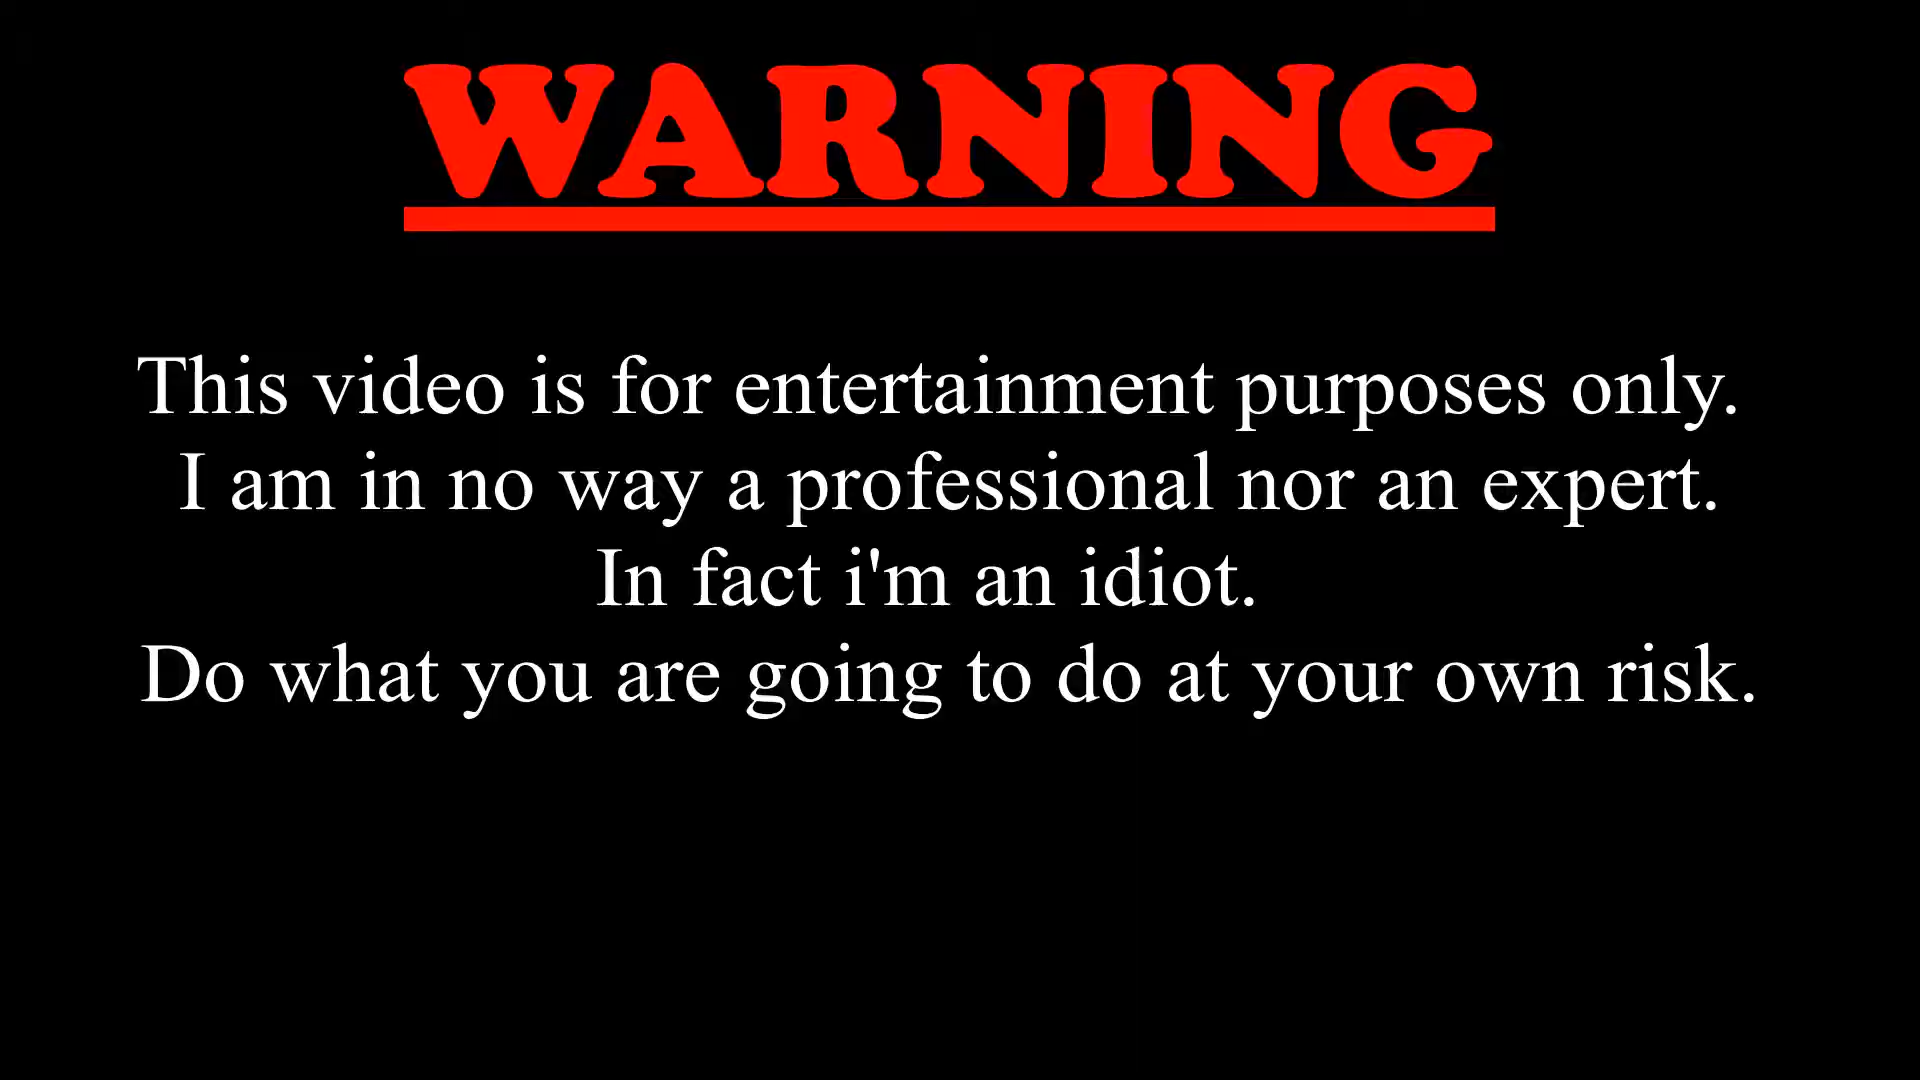 WARNING
This video is for entertainment purposes only.
I am in no way a professional nor an expert.
In fact i'm an idiot.
Do what you are going to do at your own risk.